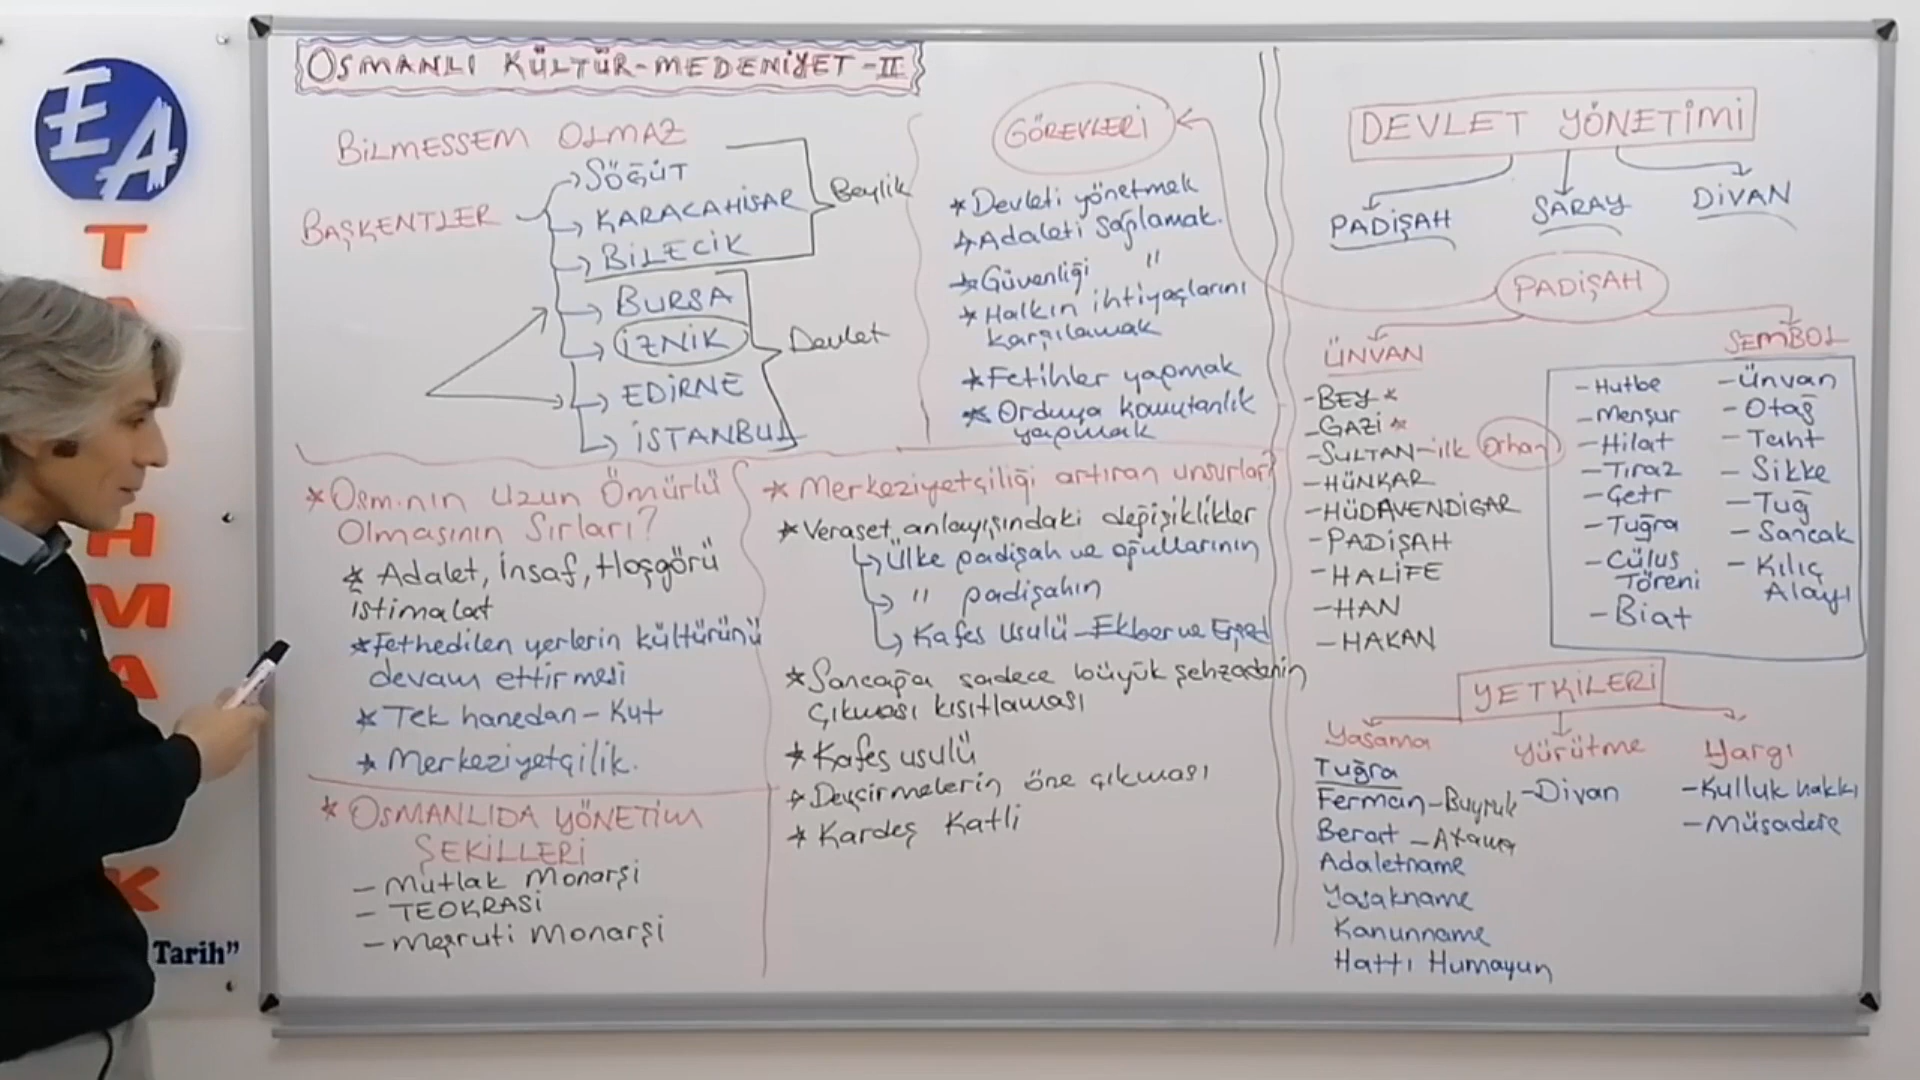 EA
T
H
M
A
K
Tarih"
OSMANLI KÜLTÜR-MEDENİYET-II
BİLMESSEM OLMAZ
BAŞKENTLER
SÖĞÜT
KARACAHİSAR
BİLECİK
Beylik
BURSA
İZNİK
EDİRNE
İSTANBUL
Devlet
GÖREVLERİ
* Devleti yönetmek
* Adaleti sağlamak.
* Güvenliği "
* Halkın ihtiyaçlarını
karşılamak
* Fetihler yapmak
* Orduya komutanlık
yapmak
* Osm.nın Uzun Ömürlü
Olmasının Sırları?
* Adalet, İnsaf, Hoşgörü
istimalat
* Fethedilen yerlerin kültürünü
devam ettirmesi
* Tek hanedan - Kut
* Merkeziyetçilik.
* OSMANLIDA YÖNETİM
ŞEKİLLERİ
- Mutlak Monarşi
- TEOKRASİ
- Meşruti Monarşi
* Merkeziyetçiliği artıran unsurlar?
* Veraset anlayışındaki değişiklikler
Ülke padişah ve oğullarının
" padişahın
Kafes Usulü - Ekber ve Erşed
* Sancağa sadece büyük şehzadenin
çıkması kısıtlaması
* Kafes usulü
* Devşirmelerin öne çıkması
* Kardeş Katli
DEVLET YÖNETİMİ
PADİŞAH
SARAY
DİVAN
PADİŞAH
ÜNVAN
- BEY *
- GAZİ *
- SULTAN - ilk Orhan
- HÜNKAR
- HÜDAVENDİGAR
- PADİŞAH
- HALİFE
- HAN
- HAKAN
SEMBOL
- Hutbe
- Menşur
- Hilat
- Tıraz
- Çetr
- Tuğra
- Cülus
Töreni
- Biat
- Ünvan
- Otağ
- Taht
- Sikke
- Tuğ
- Sancak
- Kılıç
Alayı
YETKİLERİ
Yasama
Tuğra
Ferman - Buyruk
Berat - Atama
Adaletname
Yasakname
Kanunname
Hattı Humayun
Yürütme
- Divan
Yargı
- Kulluk hakkı
- Müsadere